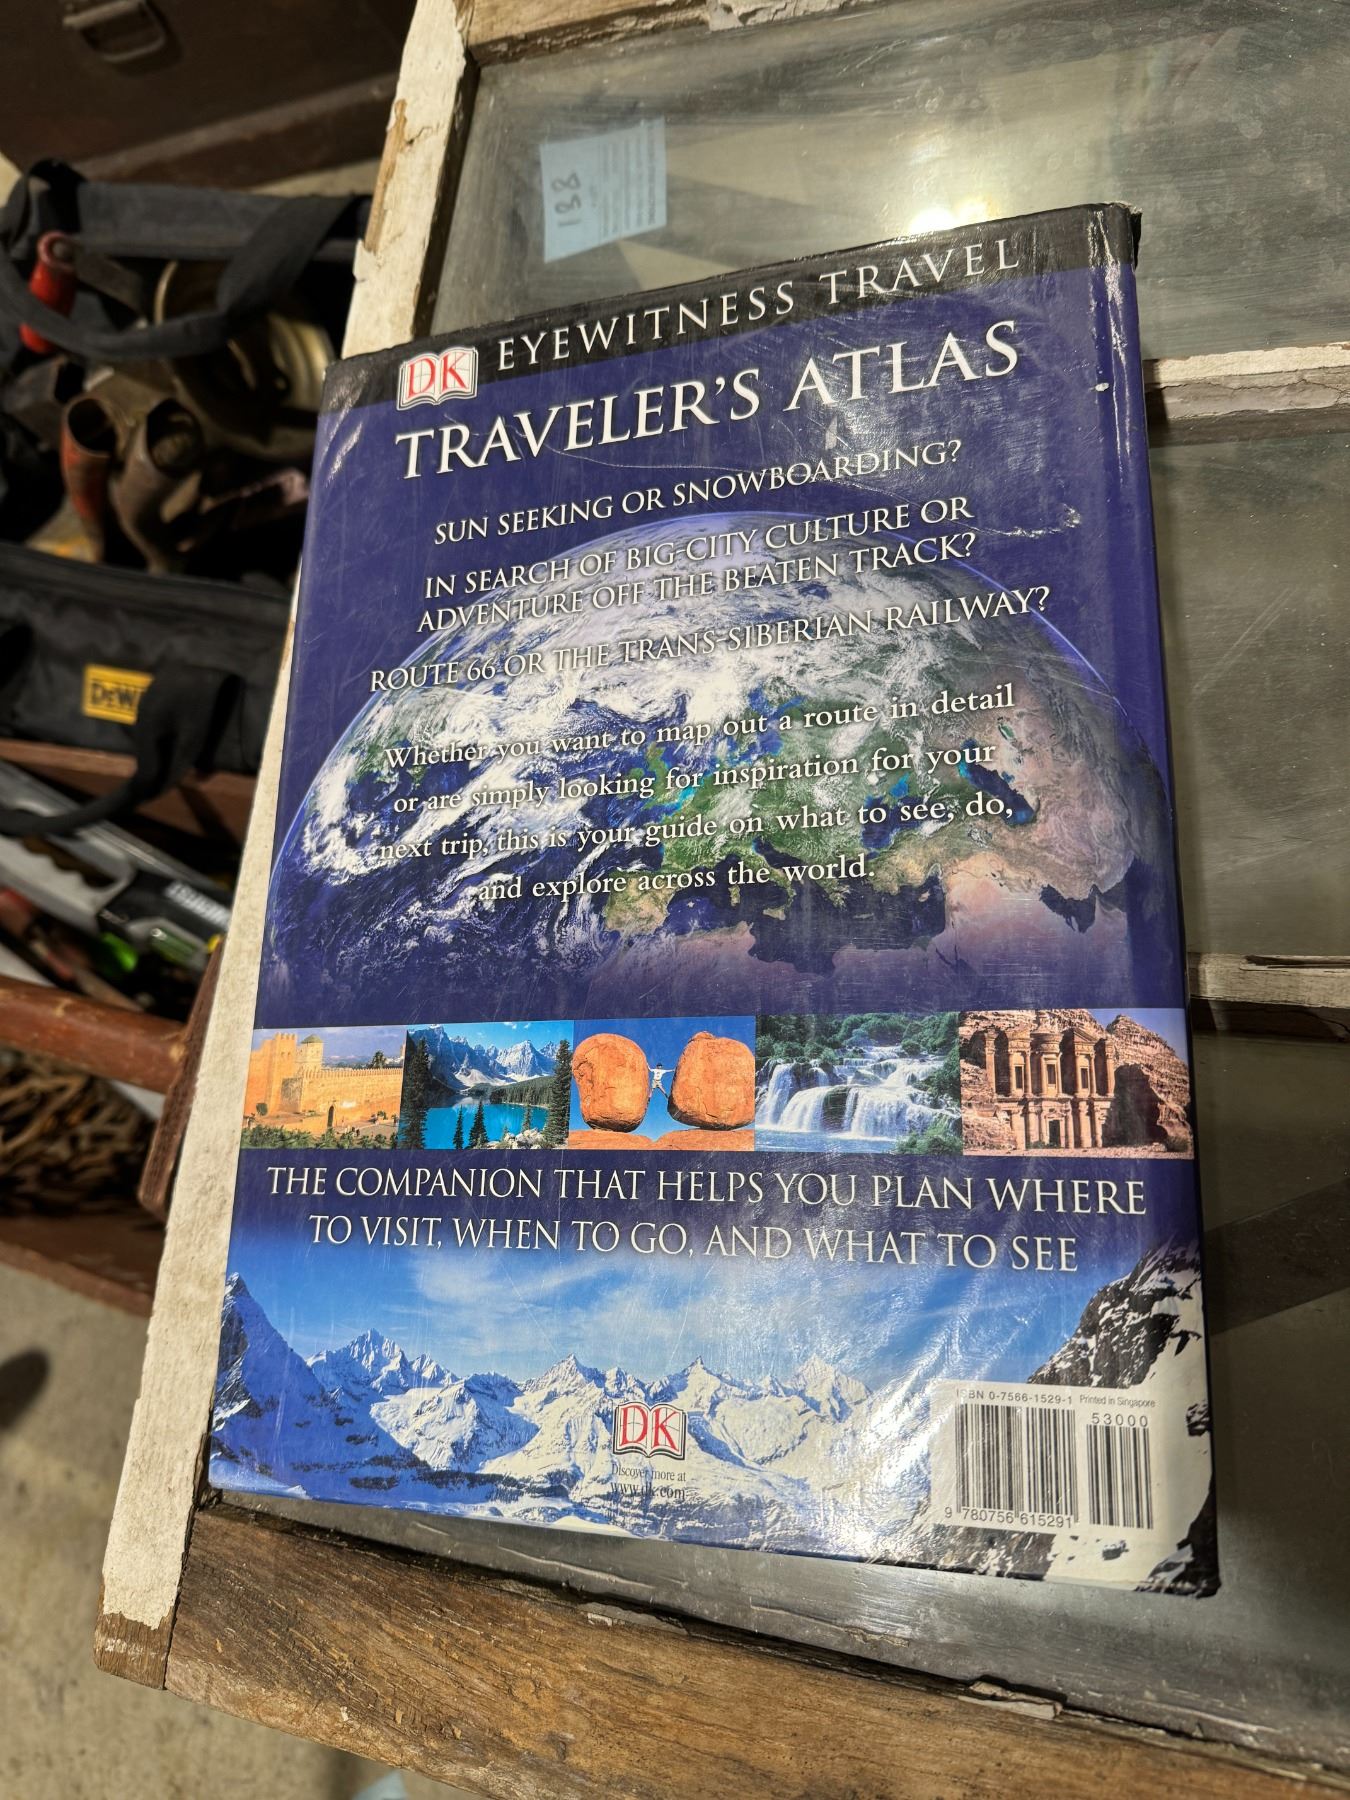 188
DK EYEWITNESS TRAVEL
TRAVELER'S ATLAS
SUN SEEKING OR SNOWBOARDING?
IN SEARCH OF BIG-CITY CULTURE OR
ADVENTURE OFF THE BEATEN TRACK?
ROUTE 66 OR THE TRANS-SIBERIAN RAILWAY?
Whether you want to map out a route in detail
or are simply looking for inspiration for your
next trip, this is your guide on what to see, do,
and explore across the world.
THE COMPANION THAT HELPS YOU PLAN WHERE
TO VISIT, WHEN TO GO, AND WHAT TO SEE
DK
Discover more at
www.dk.com
ISBN 0-7566-1529-1 Printed in Singapore
53000
9 780756 615291